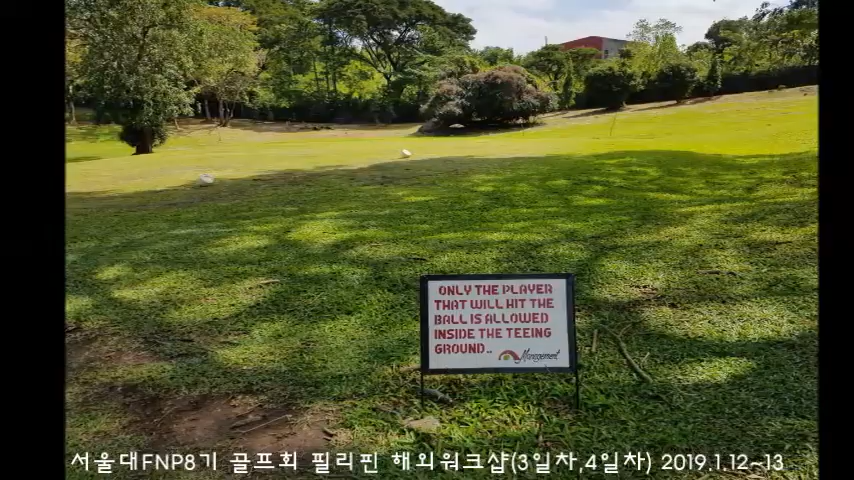 ONLY THE PLAYER
THAT WILL HIT THE
BALL IS ALLOWED
INSIDE THE TEEING
GROUND..
Management
서울대FNP8기 골프회 필리핀 해외워크샵(3일차,4일차) 2019.1.12~13